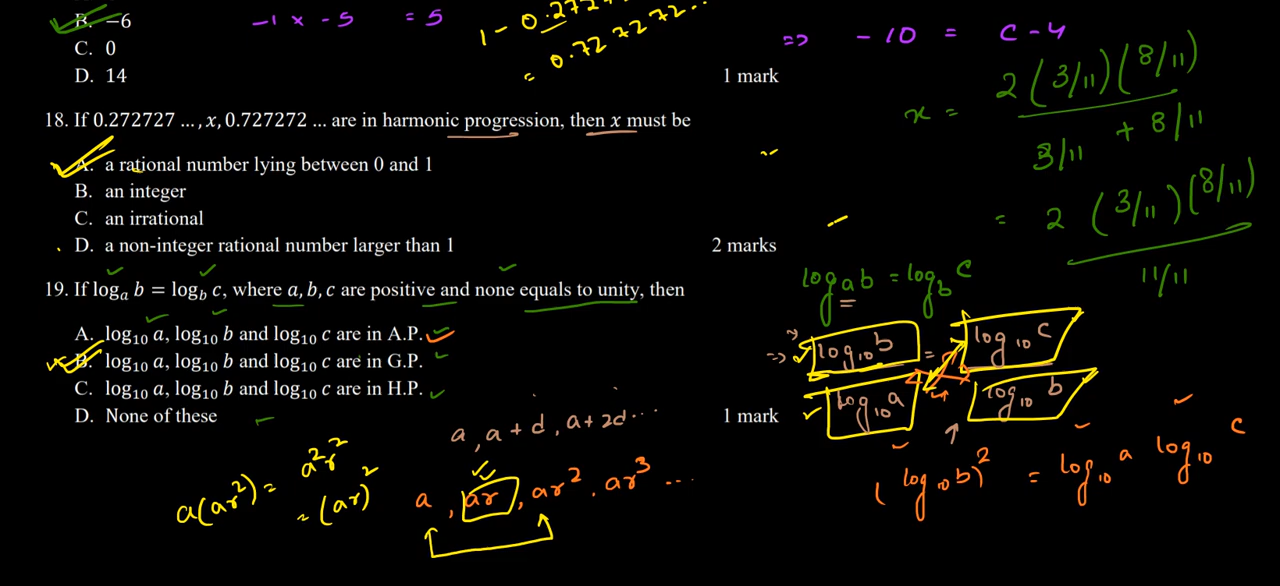 B. −6
-1 x -5 = 5
1 - 0.272
= 0.72 72 72...
=> -10 = c - 4
C. 0
D. 14
1 mark
18. If 0.272727 ..., x, 0.727272 ... are in harmonic progression, then x must be
x = 2 (3/11) (8/11)
3/11 + 8/11
A. a rational number lying between 0 and 1
B. an integer
C. an irrational
D. a non-integer rational number larger than 1
2 marks
= 2 (3/11) (8/11)
11/11
19. If log_a b = log_b c, where a, b, c are positive and none equals to unity, then
log_a b = log_b c
A. log₁₀ a, log₁₀ b and log₁₀ c are in A.P.
B. log₁₀ a, log₁₀ b and log₁₀ c are in G.P.
C. log₁₀ a, log₁₀ b and log₁₀ c are in H.P.
D. None of these
1 mark
=> log₁₀ b = log₁₀ c
log₁₀ a log₁₀ b
a, a + d, a + 2d ...
a(ar²) = a²r²
= (ar)²
a, ar, ar², ar³ ...
(log₁₀ b)² = log₁₀ a log₁₀ c